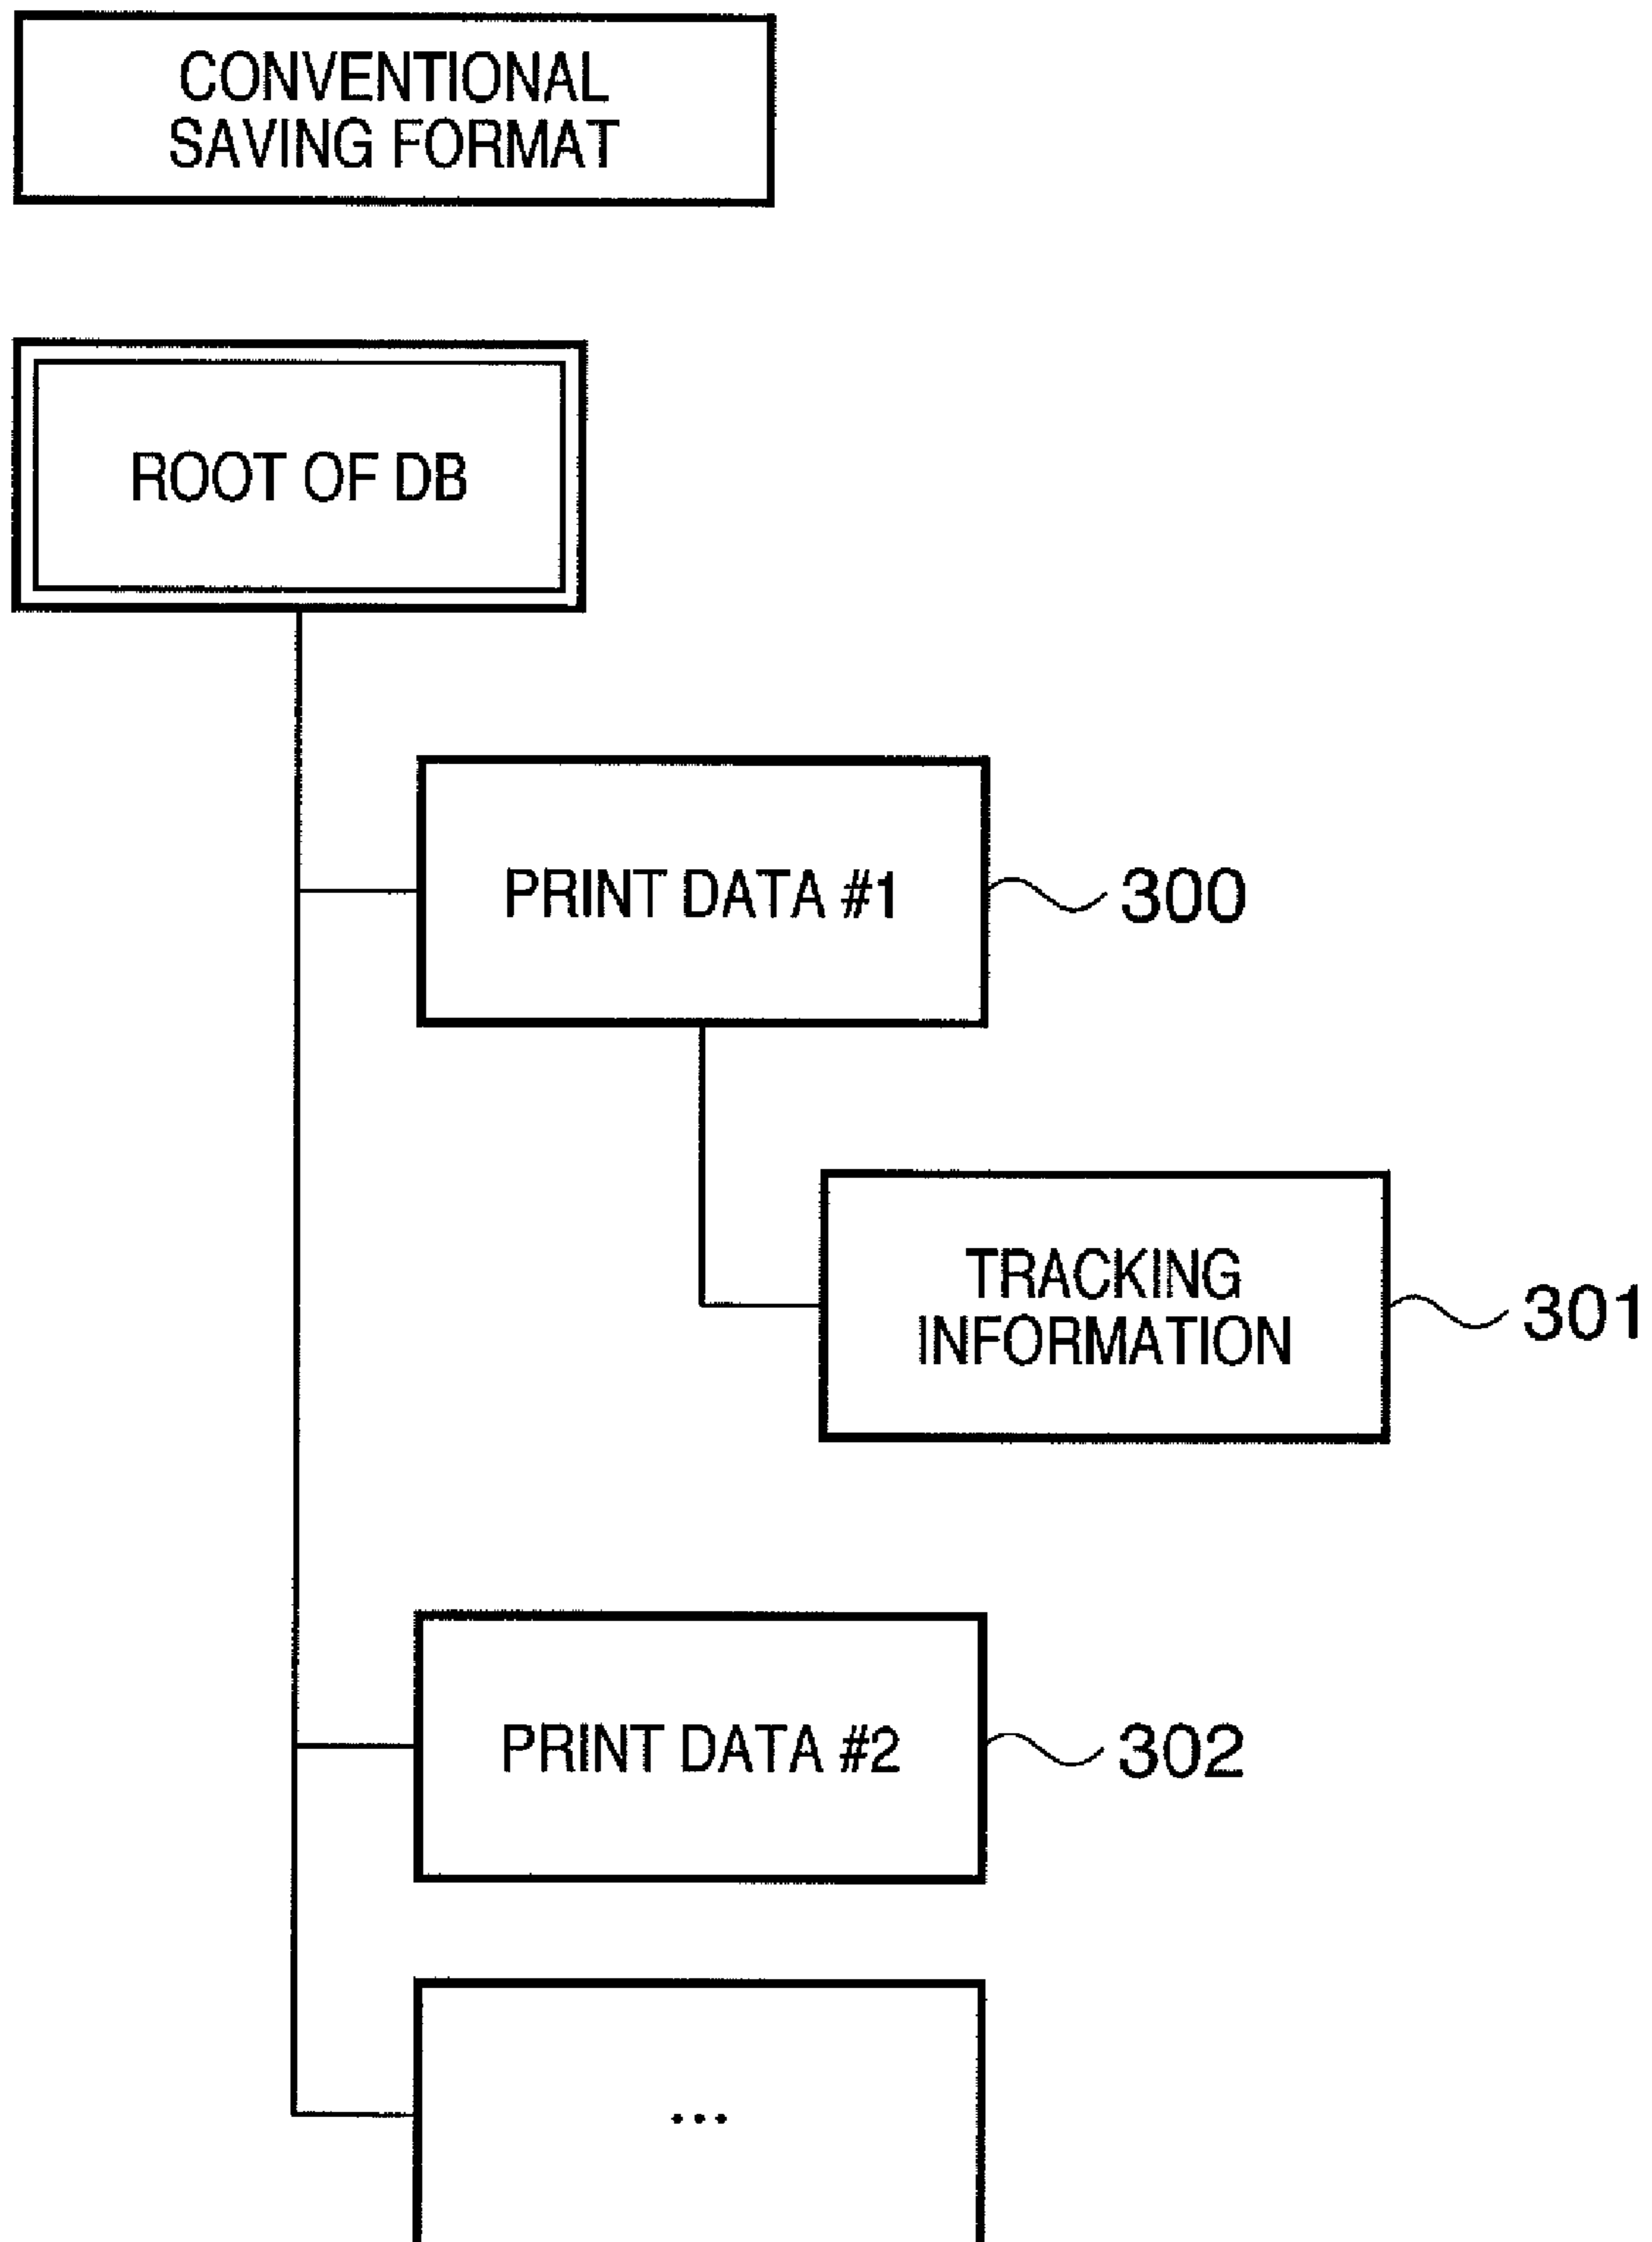 CONVENTIONAL
SAVING FORMAT
ROOT OF DB
PRINT DATA #1
300
TRACKING
INFORMATION
301
PRINT DATA #2
302
...